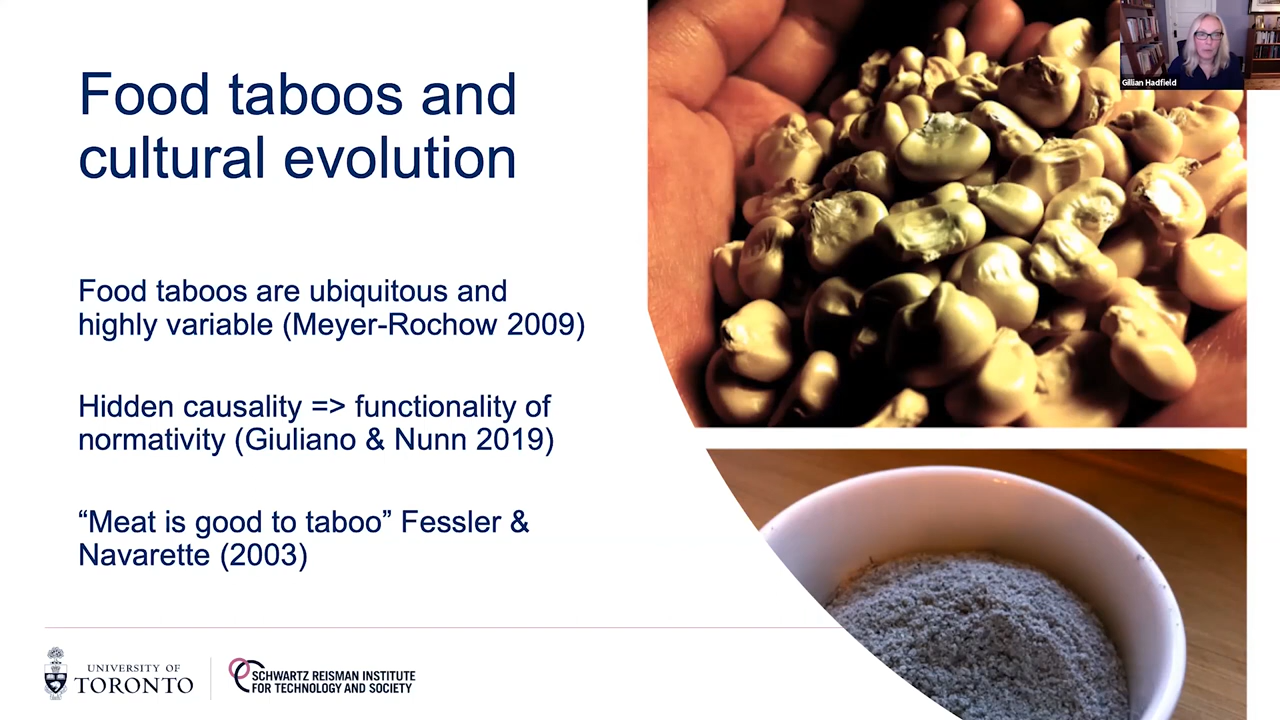 Food taboos and
cultural evolution
Food taboos are ubiquitous and
highly variable (Meyer-Rochow 2009)
Hidden causality => functionality of
normativity (Giuliano & Nunn 2019)
“Meat is good to taboo” Fessler &
Navarette (2003)
UNIVERSITY OF
TORONTO
SCHWARTZ REISMAN INSTITUTE
FOR TECHNOLOGY AND SOCIETY
Gillian Hadfield